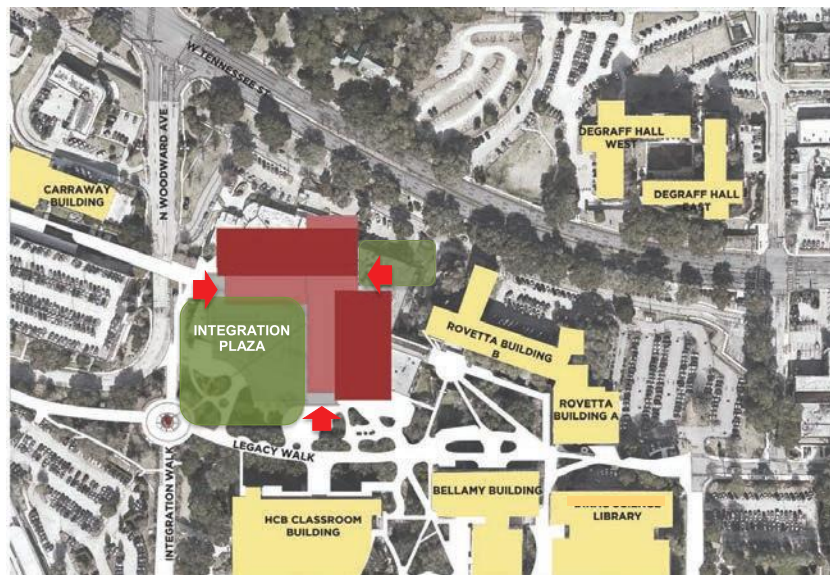 W TENNESSEE ST
N WOODWARD AVE
DEGRAFF HALL
WEST
DEGRAFF HALL
EAST
CARRAWAY
BUILDING
INTEGRATION
PLAZA
ROVETTA BUILDING
B
ROVETTA
BUILDING A
LEGACY WALK
INTEGRATION WALK
BELLAMY BUILDING
HCB CLASSROOM
BUILDING
LIBRARY